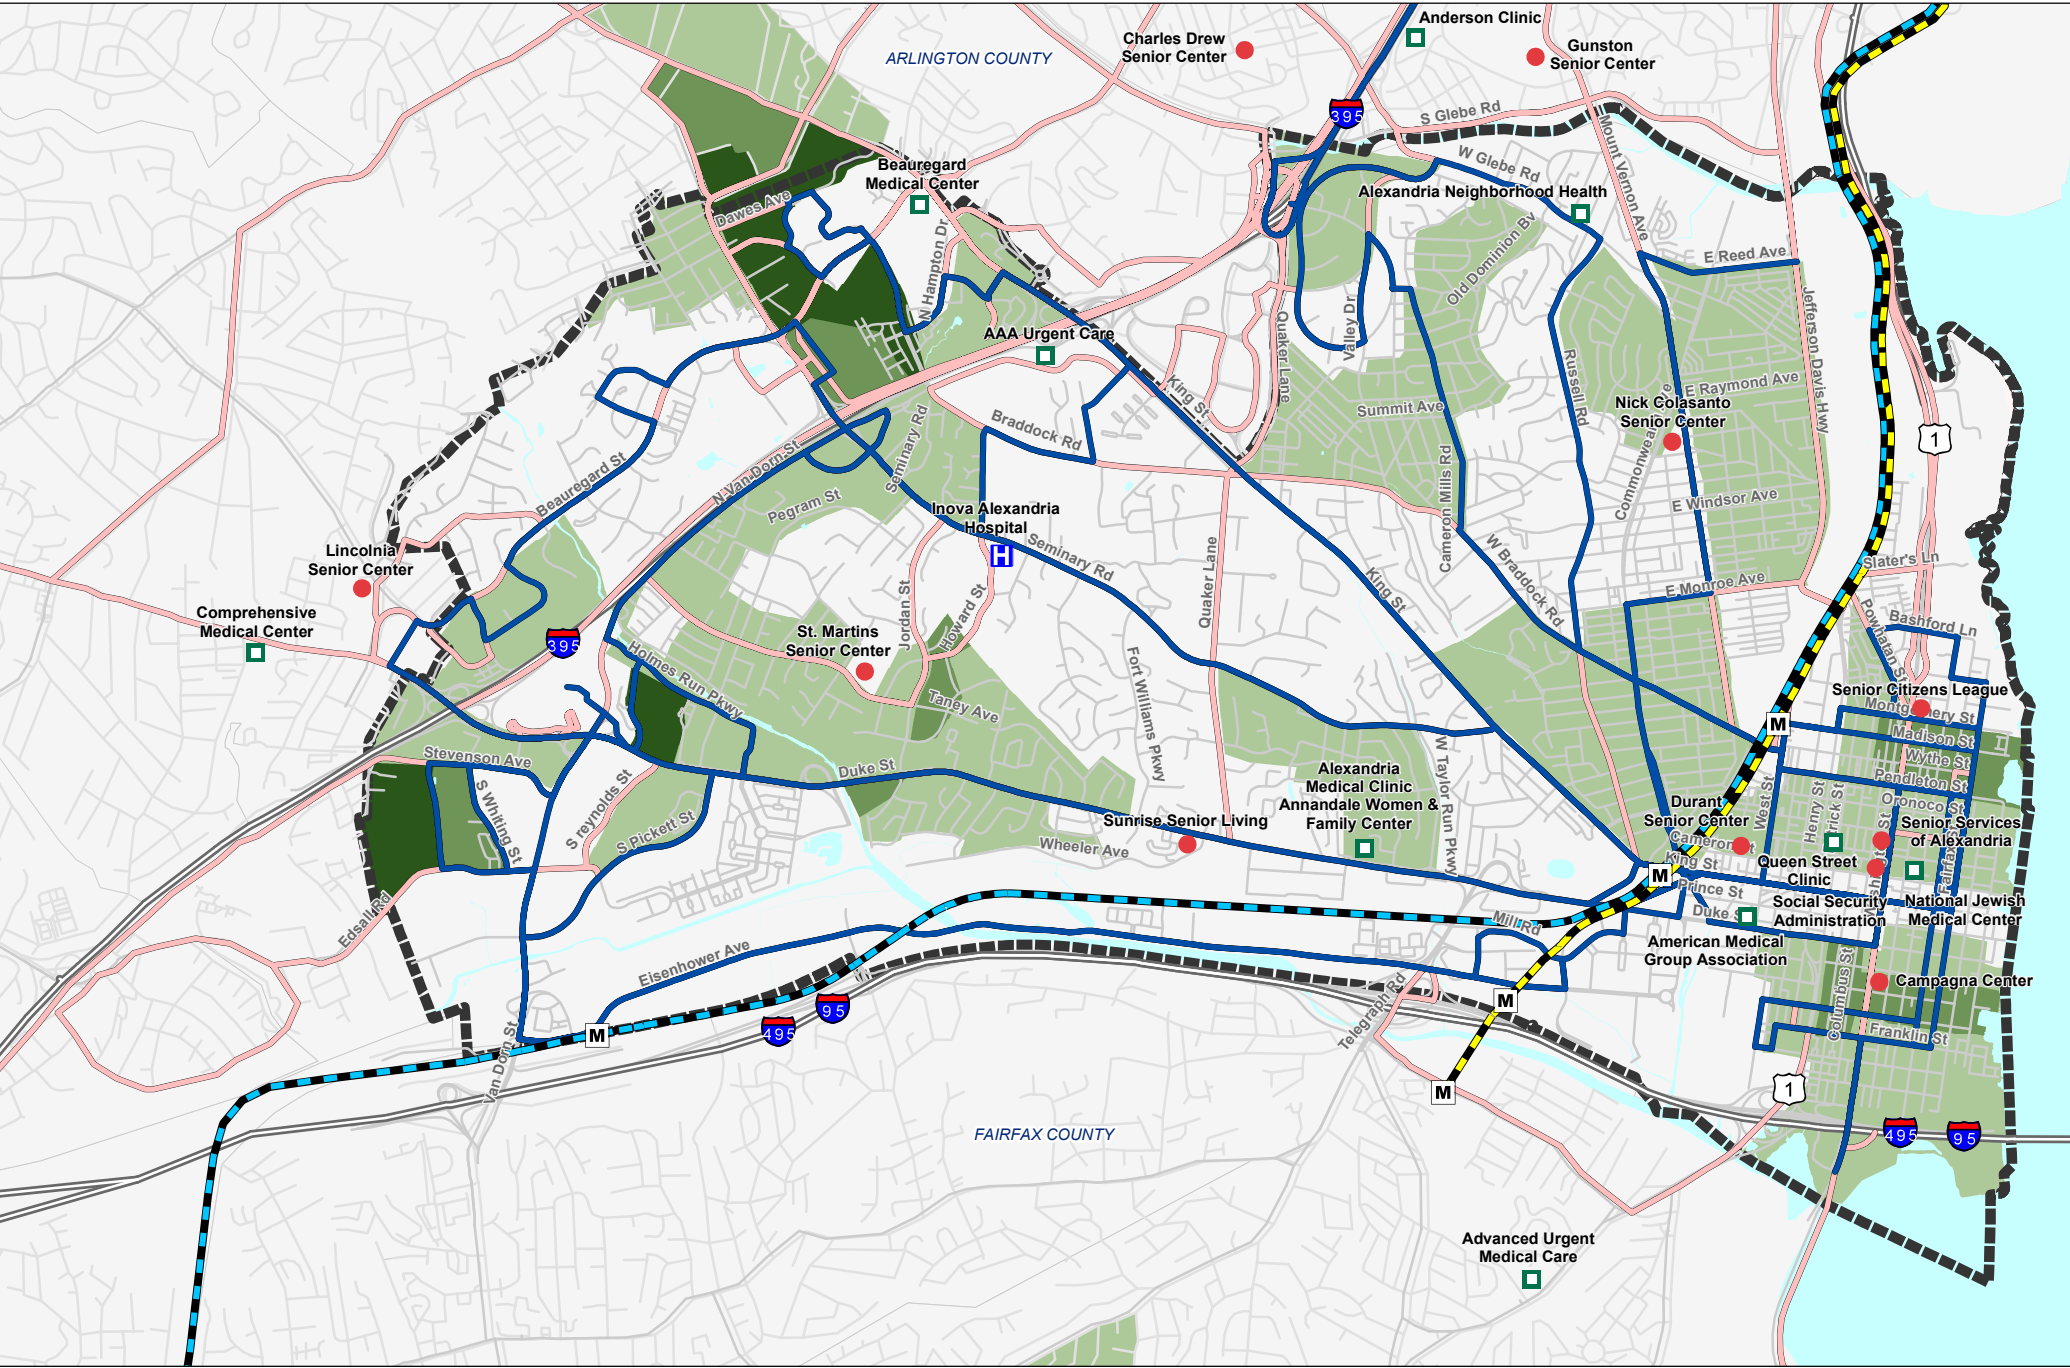 Anderson Clinic
Charles Drew
Senior Center
Gunston
Senior Center
ARLINGTON COUNTY
395
S Glebe Rd
Mount Vernon Ave
W Glebe Rd
Beauregard
Medical Center
Alexandria Neighborhood Health
Dawes Ave
N Hampton Dr
Old Dominion Bv
E Reed Ave
Jefferson Davis Hwy
Quaker Lane
Valley Dr
AAA Urgent Care
Russell Rd
King St
E Raymond Ave
Nick Colasanto
Senior Center
Summit Ave
Braddock Rd
Seminary Rd
Cameron Mills Rd
1
N Van Dorn St
Beauregard St
Pegram St
E Windsor Ave
Inova Alexandria
Hospital
H
Seminary Rd
Lincolnia
Senior Center
W Braddock Rd
King St
Quaker Lane
Slater's Ln
E Monroe Ave
Comprehensive
Medical Center
Jordan St
Howard St
St. Martins
Senior Center
395
Holmes Run Pkwy
Bashford Ln
Fort Williams Pkwy
Taney Ave
Senior Citizens League
Madison St
M
Wythe St
Stevenson Ave
Duke St
W Taylor Run Pkwy
Pendleton St
Oronoco St
Alexandria
Medical Clinic
Annandale Women &
Family Center
Durant
Senior Center
West St
Henry St
S Whiting St
S reynolds St
S Pickett St
Sunrise Senior Living
Wheeler Ave
Senior Services
of Alexandria
King St
Queen Street
Clinic
M
Prince St
Social Security
Administration
National Jewish
Medical Center
Edsall Rd
Mill Rd
American Medical
Group Association
Eisenhower Ave
Campagna Center
Columbus St
Franklin St
Telegraph Rd
M
95
495
M
Van Dorn St
M
1
FAIRFAX COUNTY
495
95
Advanced Urgent
Medical Care